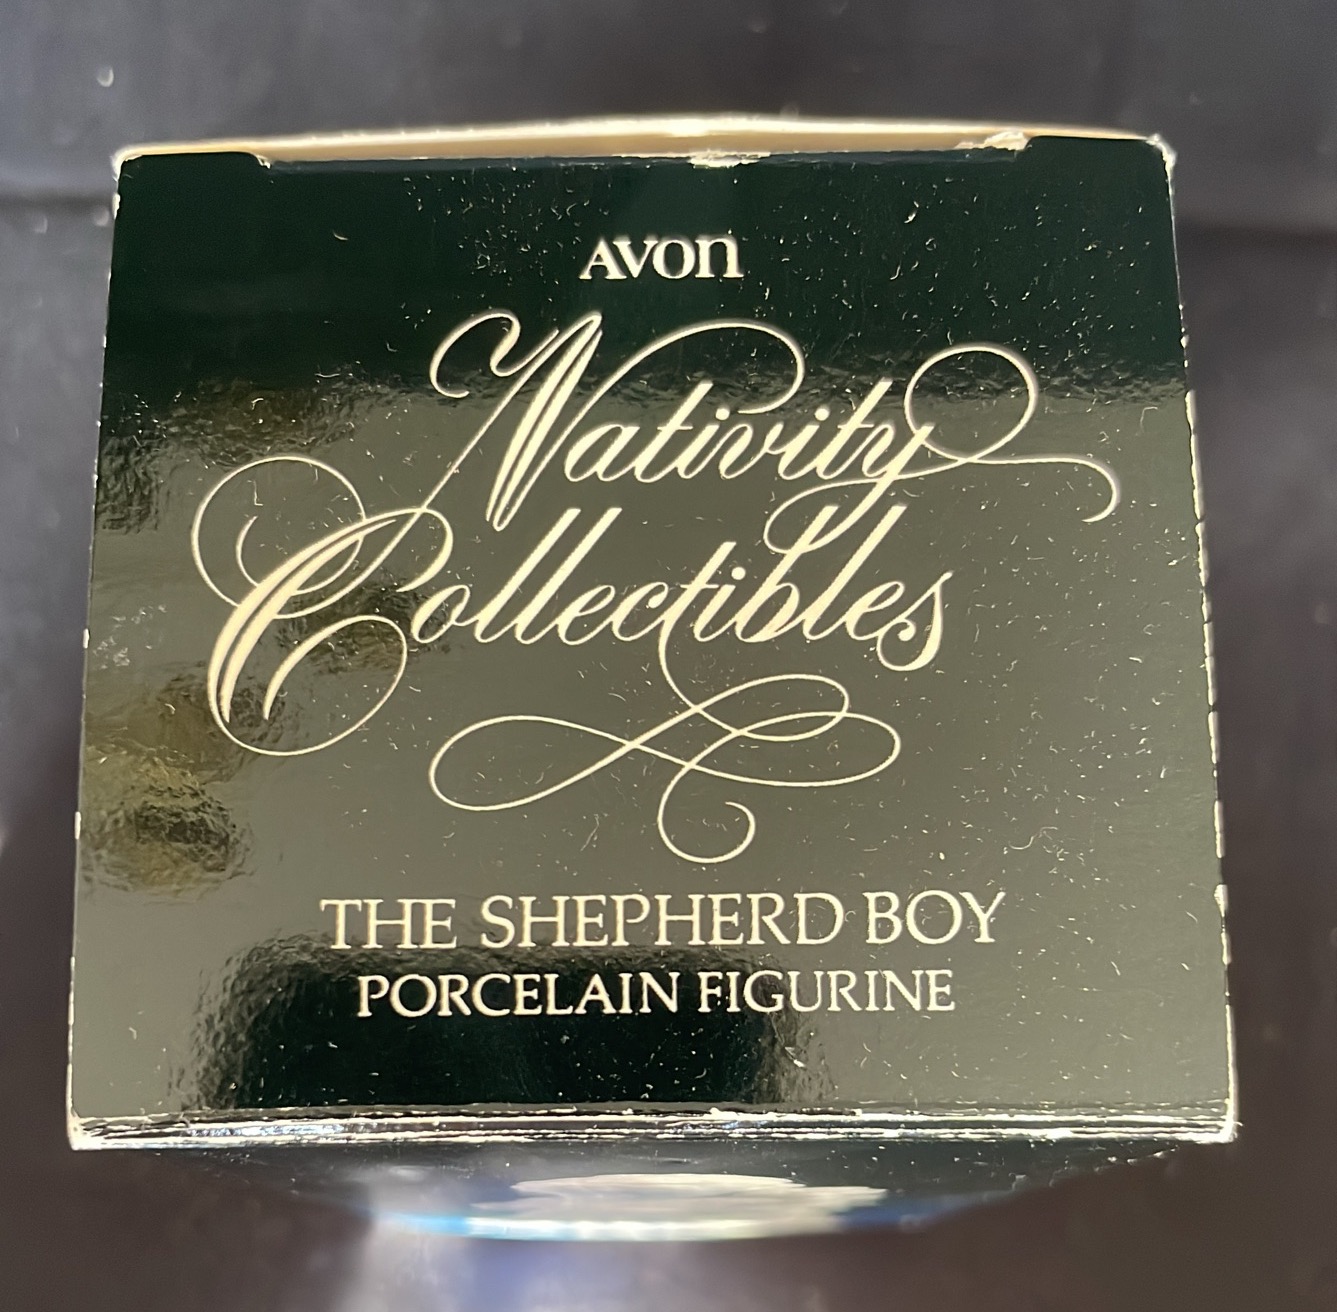 AVON
Nativity
Collectibles
THE SHEPHERD BOY
PORCELAIN FIGURINE